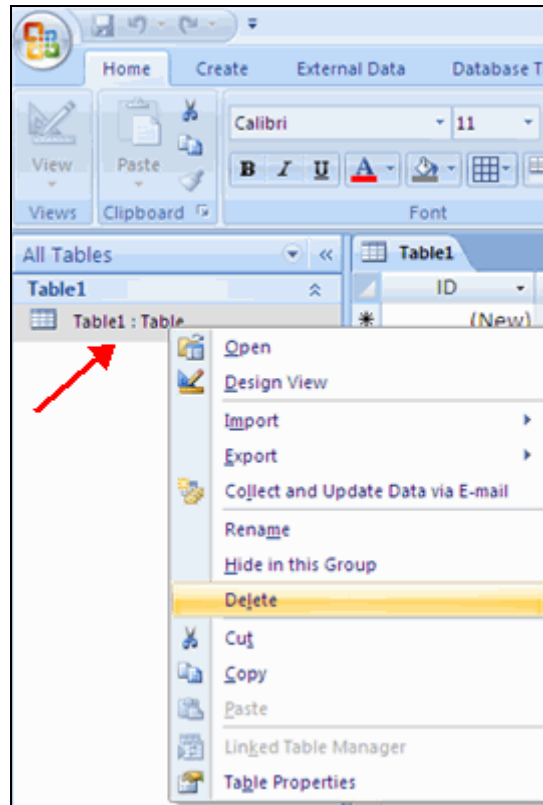 Home Create External Data Database T
Calibri 11
View Paste B I U A
Views Clipboard Font
All Tables « Table1
Table1 ID
Table1 : Table (New)
Open
Design View
Import
Export
Collect and Update Data via E-mail
Rename
Hide in this Group
Delete
Cut
Copy
Paste
Linked Table Manager
Table Properties